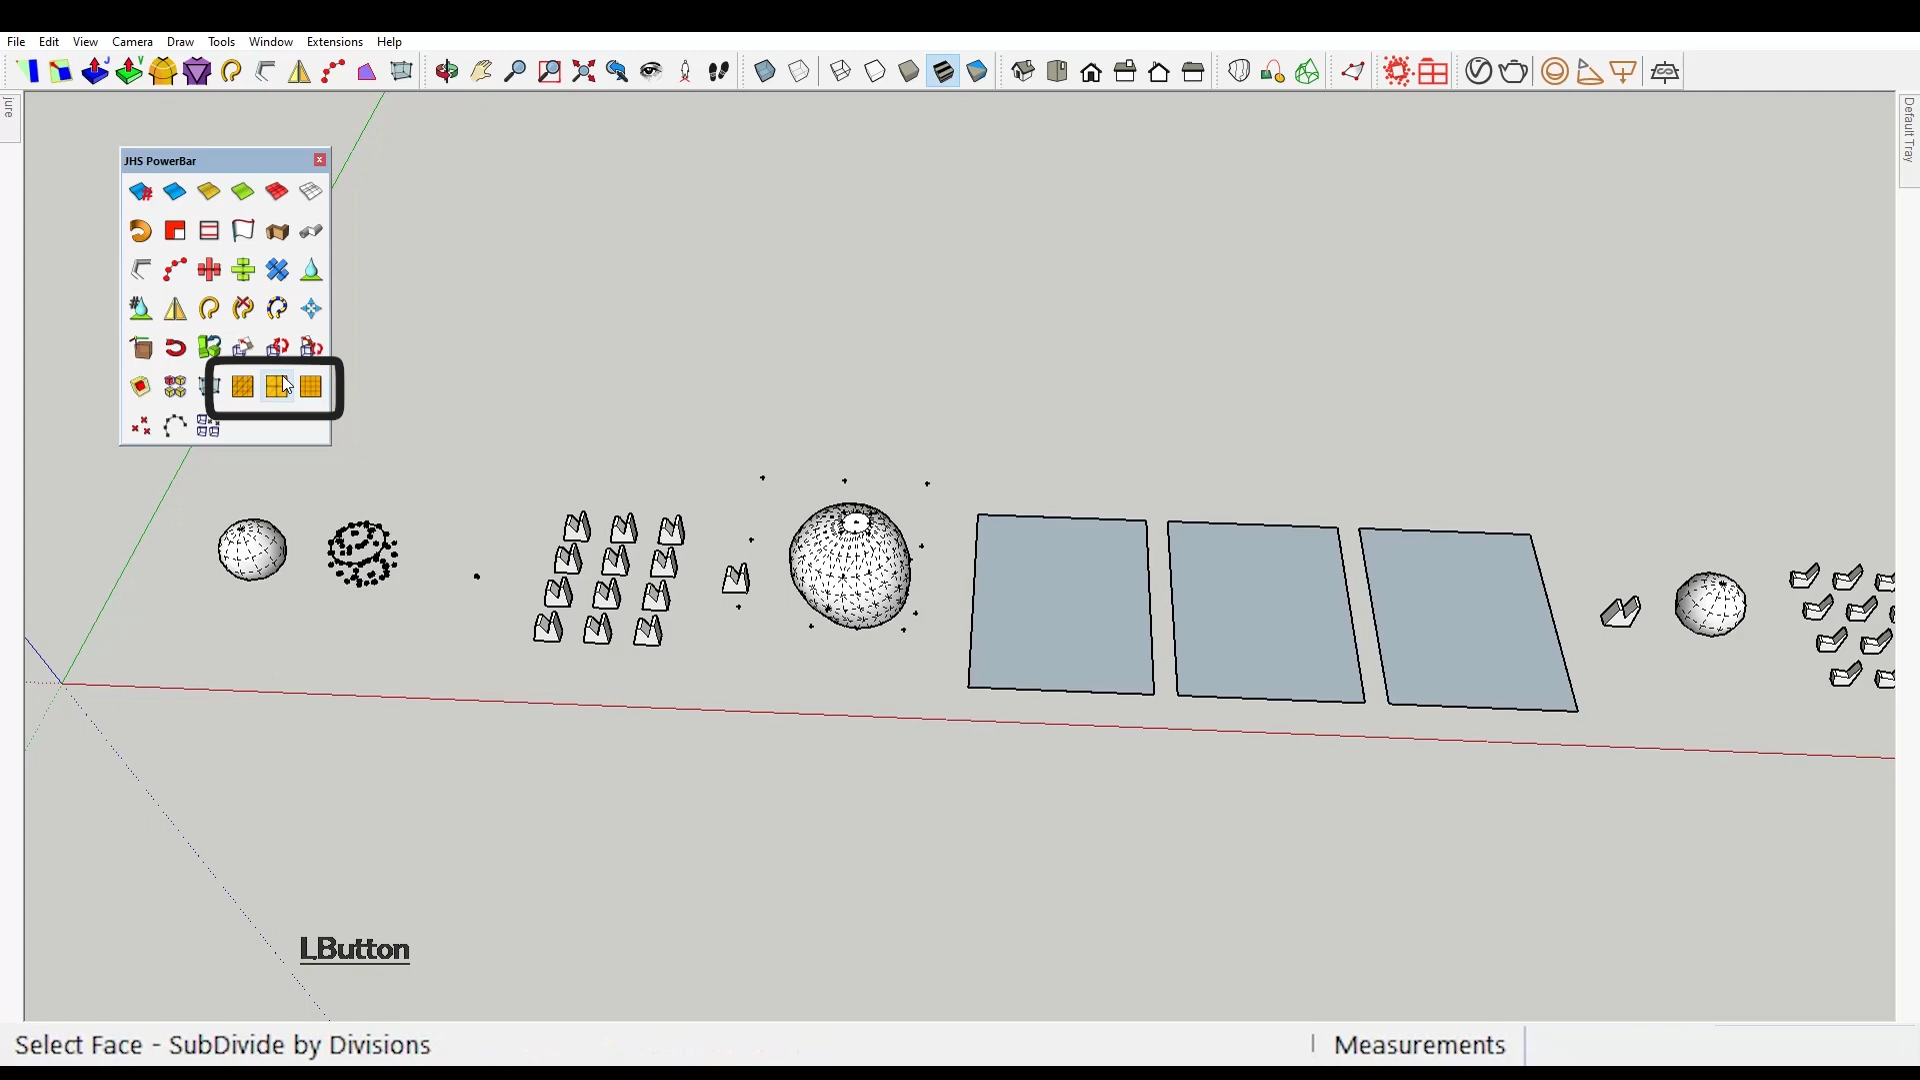 File Edit View Camera Draw Tools Window Extensions Help
jure
Default Tray
JHS PowerBar
LButton
Select Face - SubDivide by Divisions
Measurements